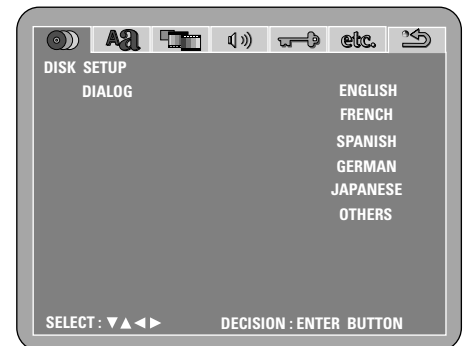 Aa etc.
DISK SETUP
DIALOG ENGLISH
FRENCH
SPANISH
GERMAN
JAPANESE
OTHERS
SELECT : ▼▲◄► DECISION : ENTER BUTTON